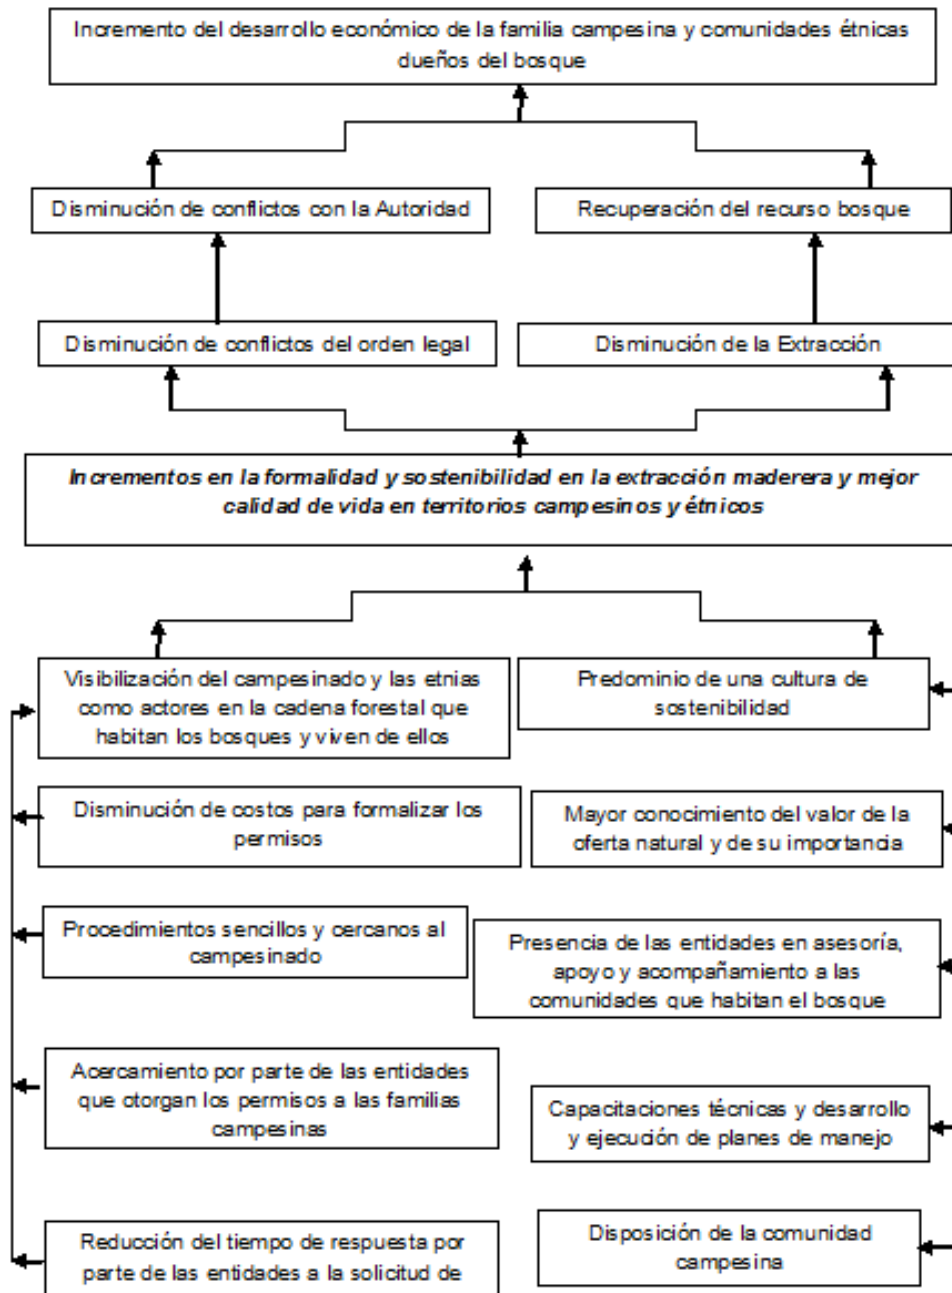 Incremento del desarrollo económico de la familia campesina y comunidades étnicas
dueños del bosque
Disminución de conflictos con la Autoridad
Recuperación del recurso bosque
Disminución de conflictos del orden legal
Disminución de la Extracción
Incrementos en la formalidad y sostenibilidad en la extracción maderera y mejor
calidad de vida en territorios campesinos y étnicos
Visibilización del campesinado y las etnias
como actores en la cadena forestal que
habitan los bosques y viven de ellos
Predominio de una cultura de
sostenibilidad
Disminución de costos para formalizar los
permisos
Mayor conocimiento del valor de la
oferta natural y de su importancia
Procedimientos sencillos y cercanos al
campesinado
Presencia de las entidades en asesoría,
apoyo y acompañamiento a las
comunidades que habitan el bosque
Acercamiento por parte de las entidades
que otorgan los permisos a las familias
campesinas
Capacitaciones técnicas y desarrollo
y ejecución de planes de manejo
Reducción del tiempo de respuesta por
parte de las entidades a la solicitud de
Disposición de la comunidad
campesina